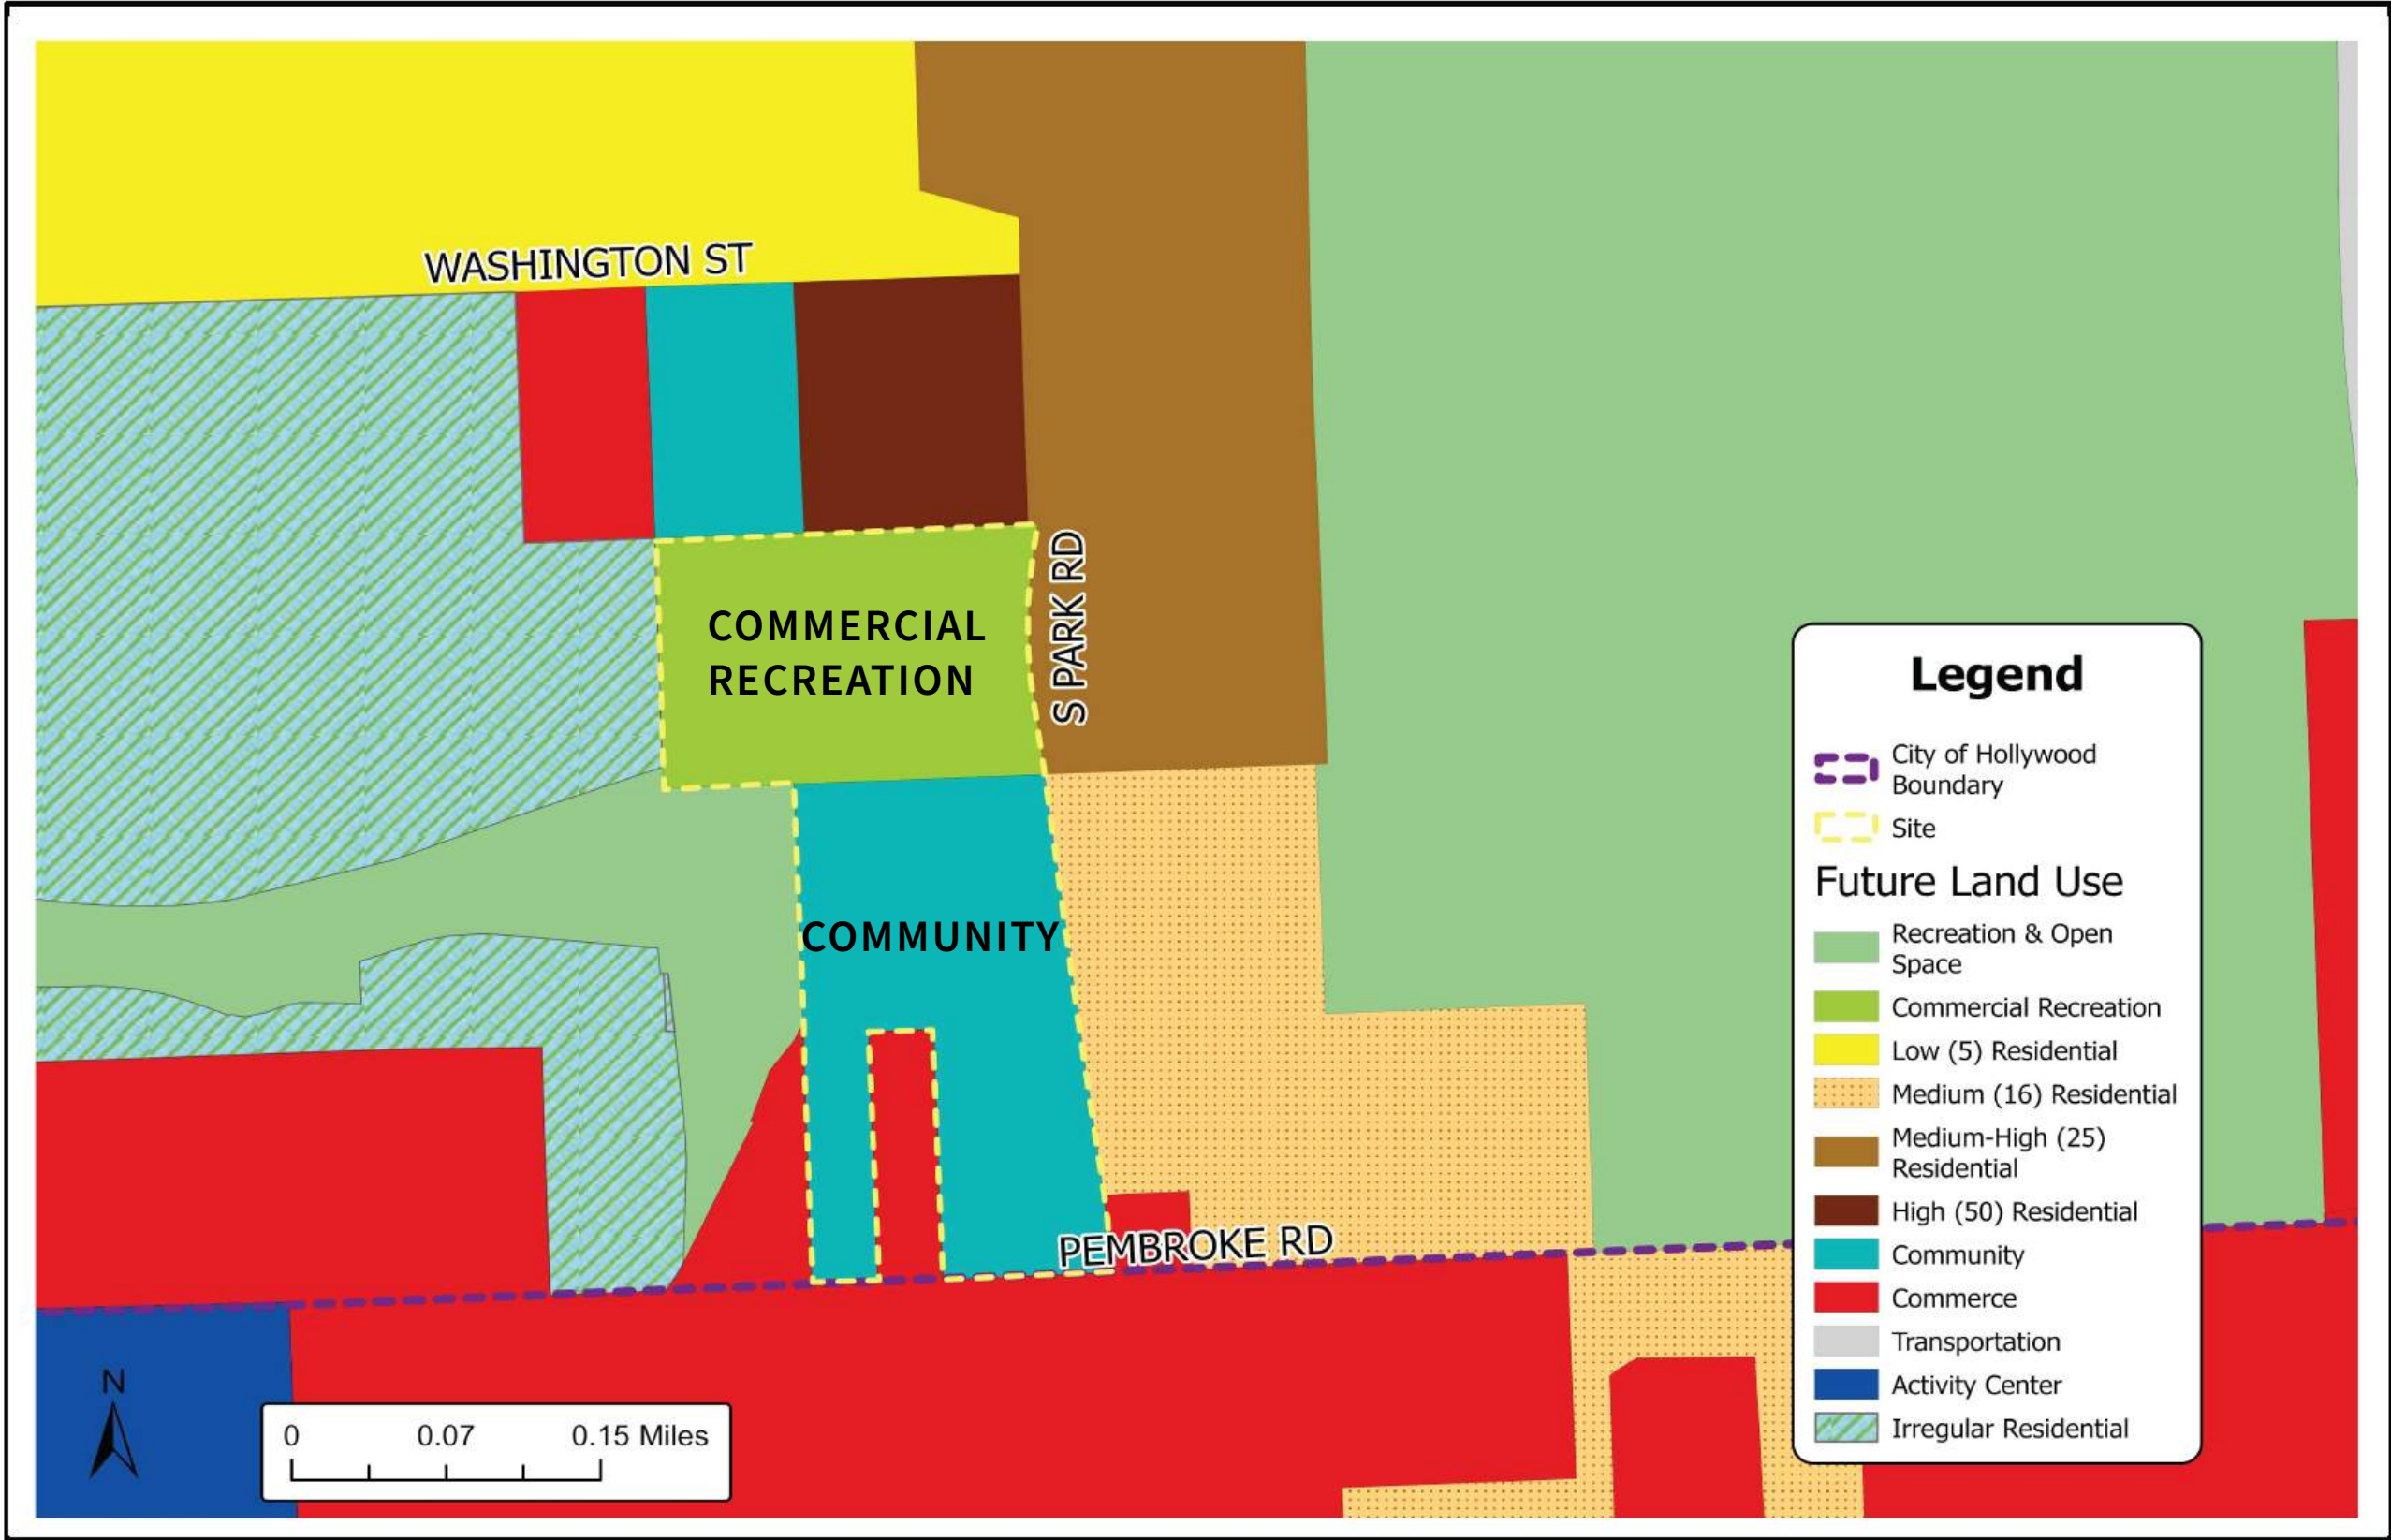 WASHINGTON ST
COMMERCIAL
RECREATION
S PARK RD
COMMUNITY
PEMBROKE RD
N
0 0.07 0.15 Miles
Legend
City of Hollywood
Boundary
Site
Future Land Use
Recreation & Open
Space
Commercial Recreation
Low (5) Residential
Medium (16) Residential
Medium-High (25)
Residential
High (50) Residential
Community
Commerce
Transportation
Activity Center
Irregular Residential